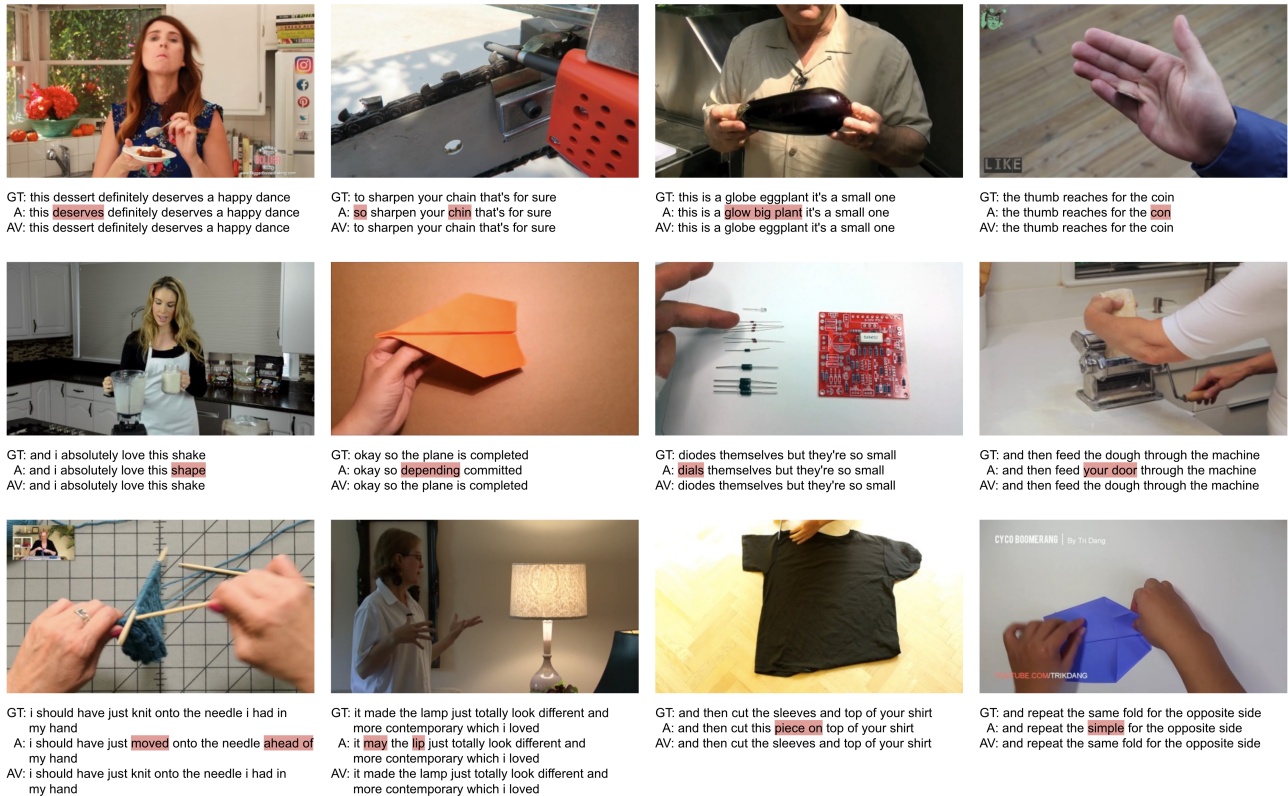 GT: this dessert definitely deserves a happy dance
A: this deserves definitely deserves a happy dance
AV: this dessert definitely deserves a happy dance
GT: to sharpen your chain that's for sure
A: so sharpen your chin that's for sure
AV: to sharpen your chain that's for sure
GT: this is a globe eggplant it's a small one
A: this is a glow big plant it's a small one
AV: this is a globe eggplant it's a small one
LIKE
GT: the thumb reaches for the coin
A: the thumb reaches for the con
AV: the thumb reaches for the coin
GT: and i absolutely love this shake
A: and i absolutely love this shape
AV: and i absolutely love this shake
GT: okay so the plane is completed
A: okay so depending committed
AV: okay so the plane is completed
GT: diodes themselves but they're so small
A: dials themselves but they're so small
AV: diodes themselves but they're so small
GT: and then feed the dough through the machine
A: and then feed your door through the machine
AV: and then feed the dough through the machine
GT: i should have just knit onto the needle i had in
my hand
A: i should have just moved onto the needle ahead of
my hand
AV: i should have just knit onto the needle i had in
my hand
GT: it made the lamp just totally look different and
more contemporary which i loved
A: it may the lip just totally look different and
more contemporary which i loved
AV: it made the lamp just totally look different and
more contemporary which i loved
GT: and then cut the sleeves and top of your shirt
A: and then cut this piece on top of your shirt
AV: and then cut the sleeves and top of your shirt
CYCO BOOMERANG | By Tri Dang
TUBE.COM/TRIKDANG
GT: and repeat the same fold for the opposite side
A: and repeat the simple for the opposite side
AV: and repeat the same fold for the opposite side